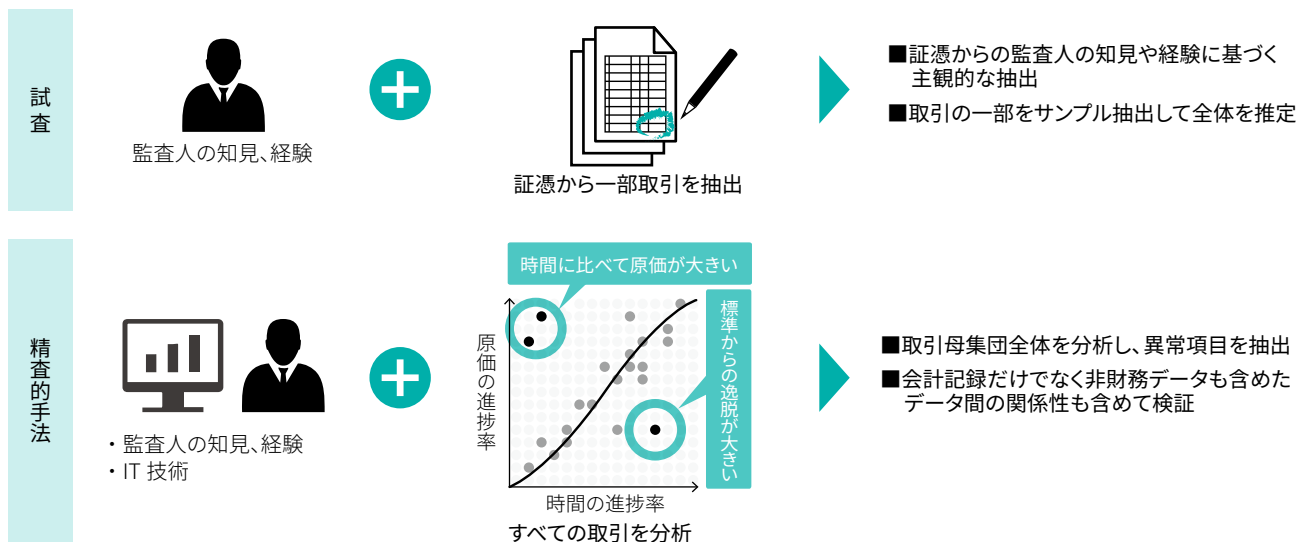 試査
監査人の知見、経験
証憑から一部取引を抽出
■証憑からの監査人の知見や経験に基づく
主観的な抽出
■取引の一部をサンプル抽出して全体を推定
精査的手法
・監査人の知見、経験
・IT 技術
時間に比べて原価が大きい
標準からの逸脱が大きい
原価の進捗率
時間の進捗率
すべての取引を分析
■取引母集団全体を分析し、異常項目を抽出
■会計記録だけでなく非財務データも含めた
データ間の関係性も含めて検証